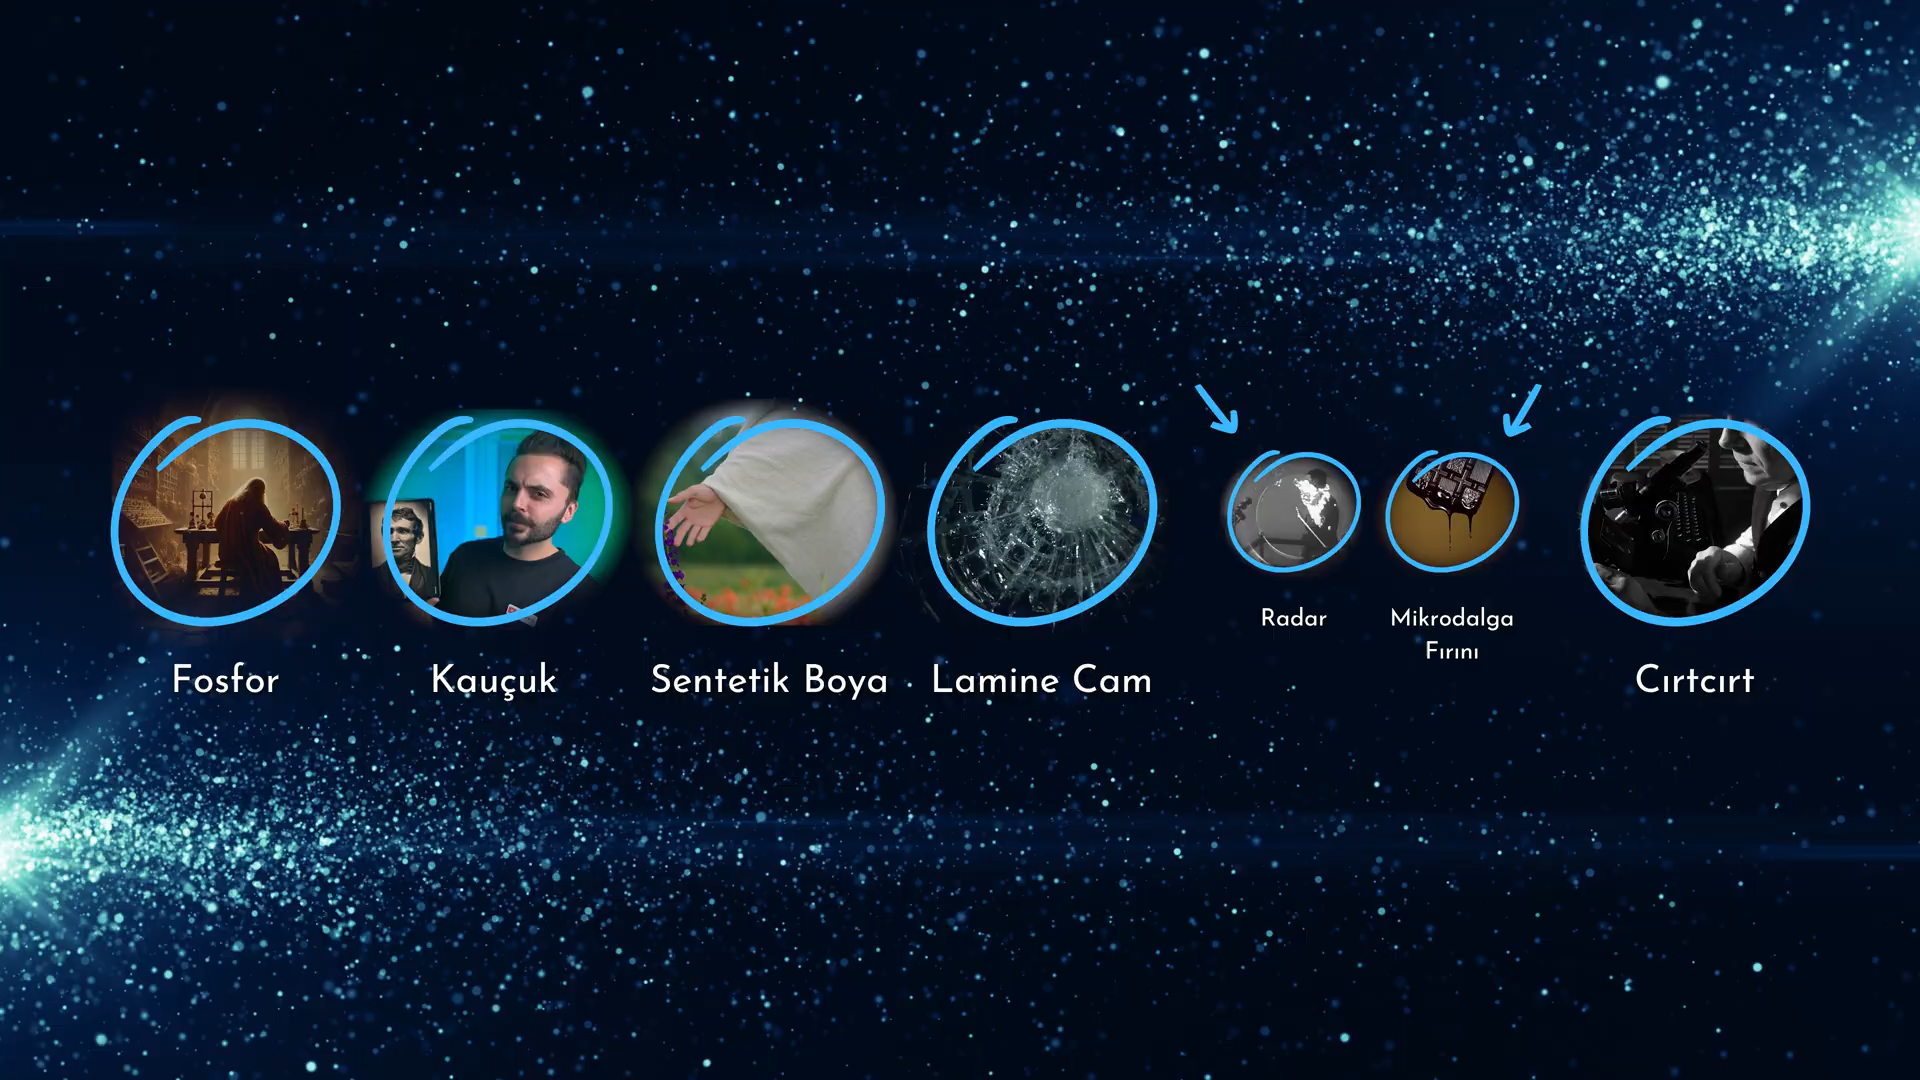 Fosfor
Kauçuk
Sentetik Boya
Lamine Cam
Radar
Mikrodalga
Fırını
Cırtcırt